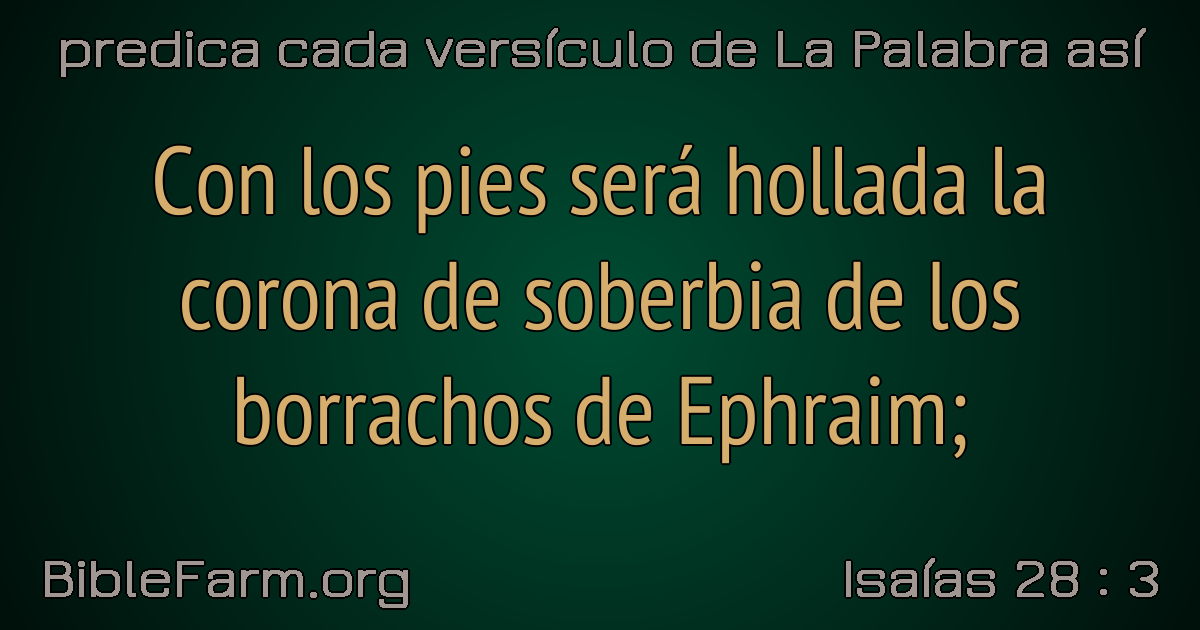 predica cada versículo de La Palabra así
Con los pies será hollada la
corona de soberbia de los
borrachos de Ephraim;
BibleFarm.org
Isaías 28 : 3